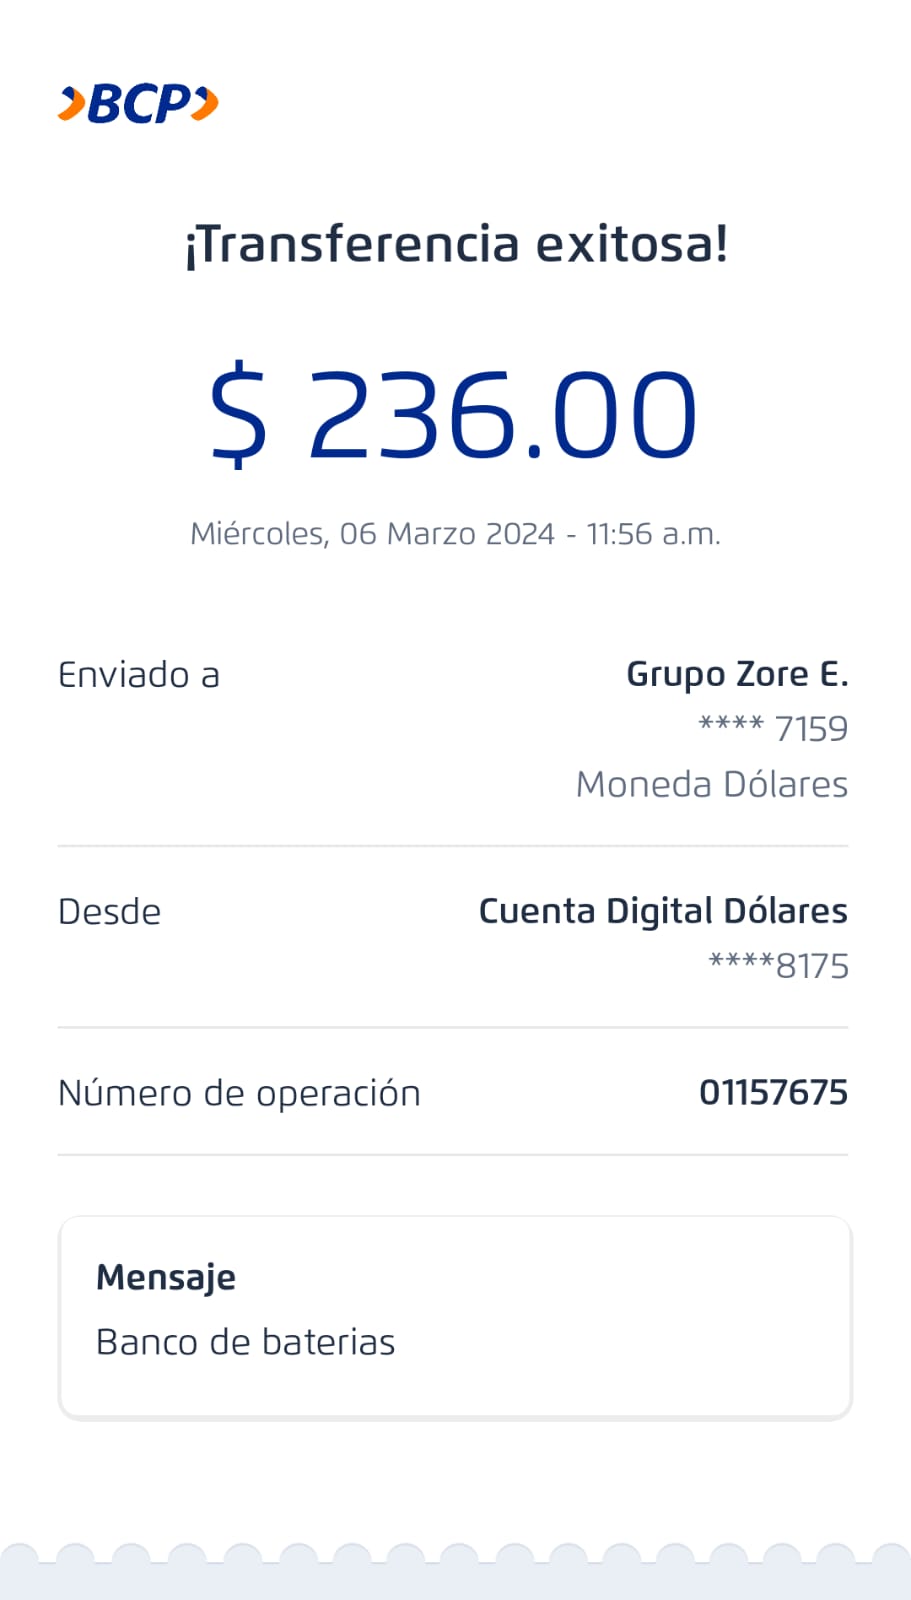 BCP
¡Transferencia exitosa!
$ 236.00
Miércoles, 06 Marzo 2024 - 11:56 a.m.
Enviado a
Grupo Zore E.
**** 7159
Moneda Dólares
Desde
Cuenta Digital Dólares
****8175
Número de operación
01157675
Mensaje
Banco de baterias